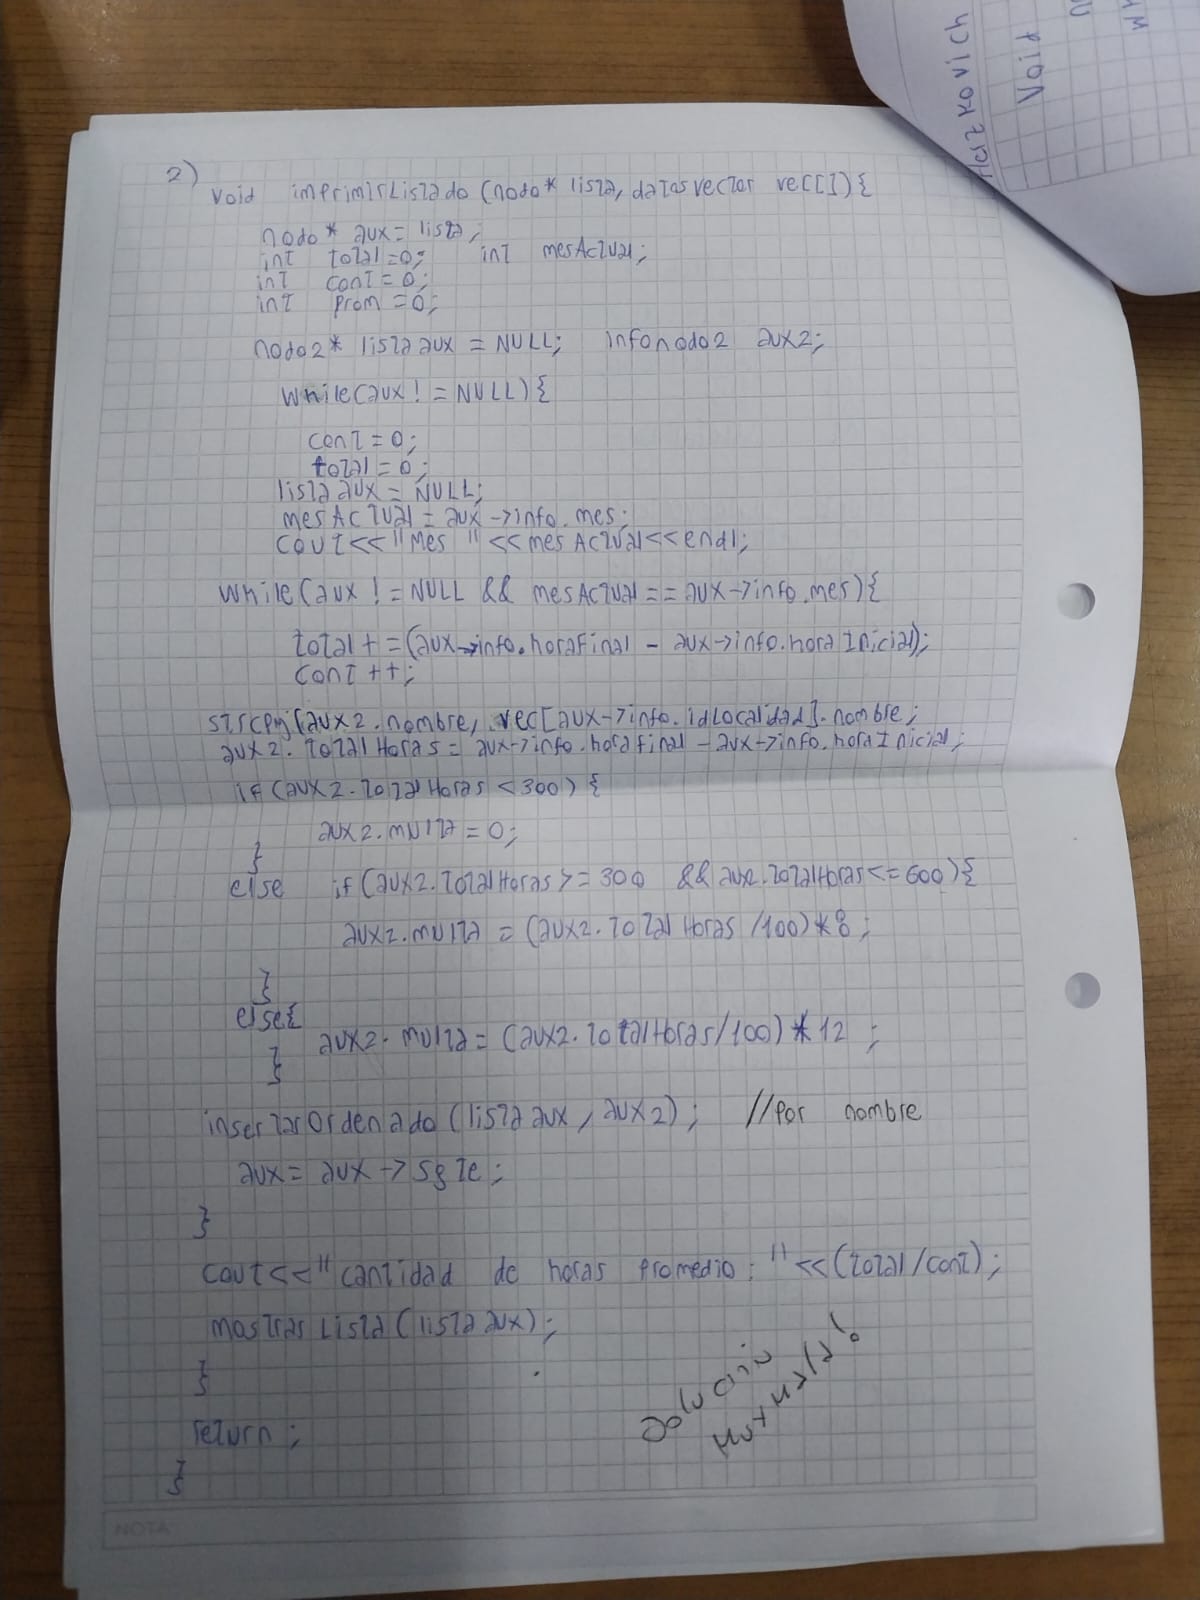 2)
void imprimirListado (nodo* lista, datosvector vec[]){
nodo* aux = lista;
int total=0; int mesActual;
int cont=0;
int prom=0;
nodo2* listaaux = NULL; infonodo2 aux2;
while(aux != NULL){
cont=0;
total=0;
listaaux = NULL;
mesActual = aux->info.mes;
cout<<"Mes "<<mesActual<<endl;
while(aux != NULL && mesActual == aux->info.mes){
total+=(aux->info.horaFinal - aux->info.horaInicial);
cont++;
strcpy(aux2.nombre, vec[aux->info.idLocalidad].nombre;
aux2.totalHoras = aux->info.horaFinal - aux->info.horaInicial;
if(aux2.totalHoras < 300){
aux2.multa = 0;
}
else if(aux2.totalHoras >= 300 && aux2.totalHoras <= 600){
aux2.multa = (aux2.totalHoras/100)*8;
}
else{
aux2.multa = (aux2.totalHoras/100)*12;
}
insertarOrdenado(listaaux, aux2); //por nombre
aux = aux->sgte;
}
cout<<"cantidad de horas promedio: "<<(total/cont);
mostrarLista(listaaux);
}
return;
}
Solución
NOTA
Herzkovich
Void